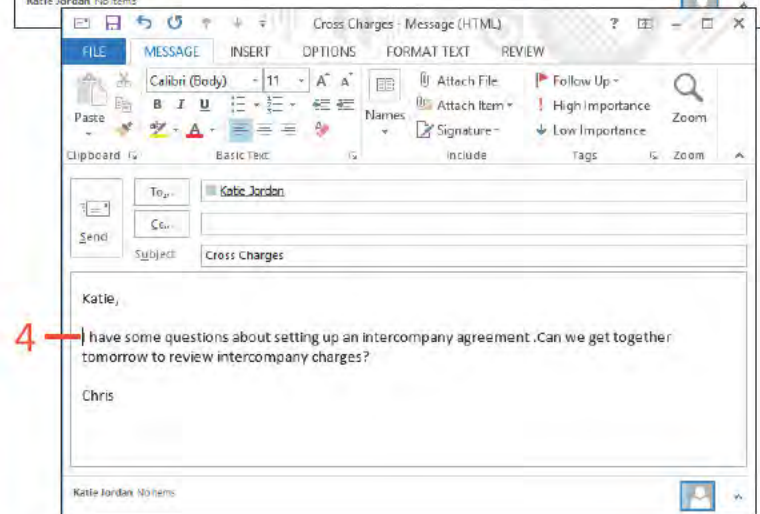 Katie Jordan No Items
Cross Charges - Message (HTML) ?
FILE MESSAGE INSERT OPTIONS FORMAT TEXT REVIEW
Calibri (Body) 11 A A Attach File Follow Up
Paste B I U Names Attach Item ! High Importance Zoom
A Signature Low Importance
Clipboard Basic Text Include Tags Zoom
To... Katie Jordan
Cc...
Send
Subject Cross Charges
Katie,
4 I have some questions about setting up an intercompany agreement .Can we get together
tomorrow to review intercompany charges?
Chris
Katie Jordan No Items